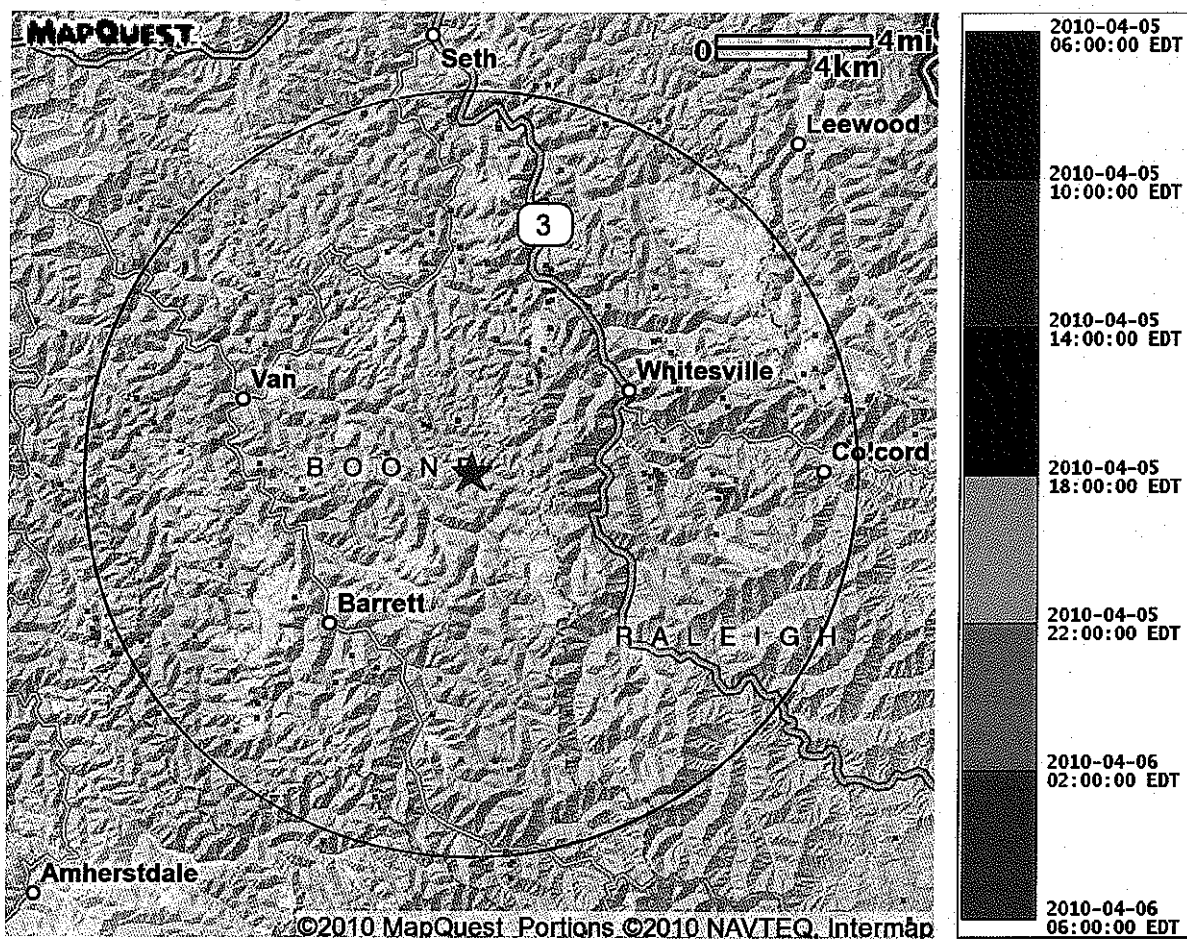 MAPQUEST
0 4mi
4km
Seth
Leewood
3
Whitesville
Van
Colcord
BOONE
Barrett
RALEIGH
Amherstdale
©2010 MapQuest Portions ©2010 NAVTEQ, Intermap
2010-04-05
06:00:00 EDT
2010-04-05
10:00:00 EDT
2010-04-05
14:00:00 EDT
2010-04-05
18:00:00 EDT
2010-04-05
22:00:00 EDT
2010-04-06
02:00:00 EDT
2010-04-06
06:00:00 EDT